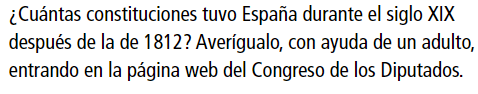 ¿Cuántas constituciones tuvo España durante el siglo XIX
después de la de 1812? Averígualo, con ayuda de un adulto,
entrando en la página web del Congreso de los Diputados.